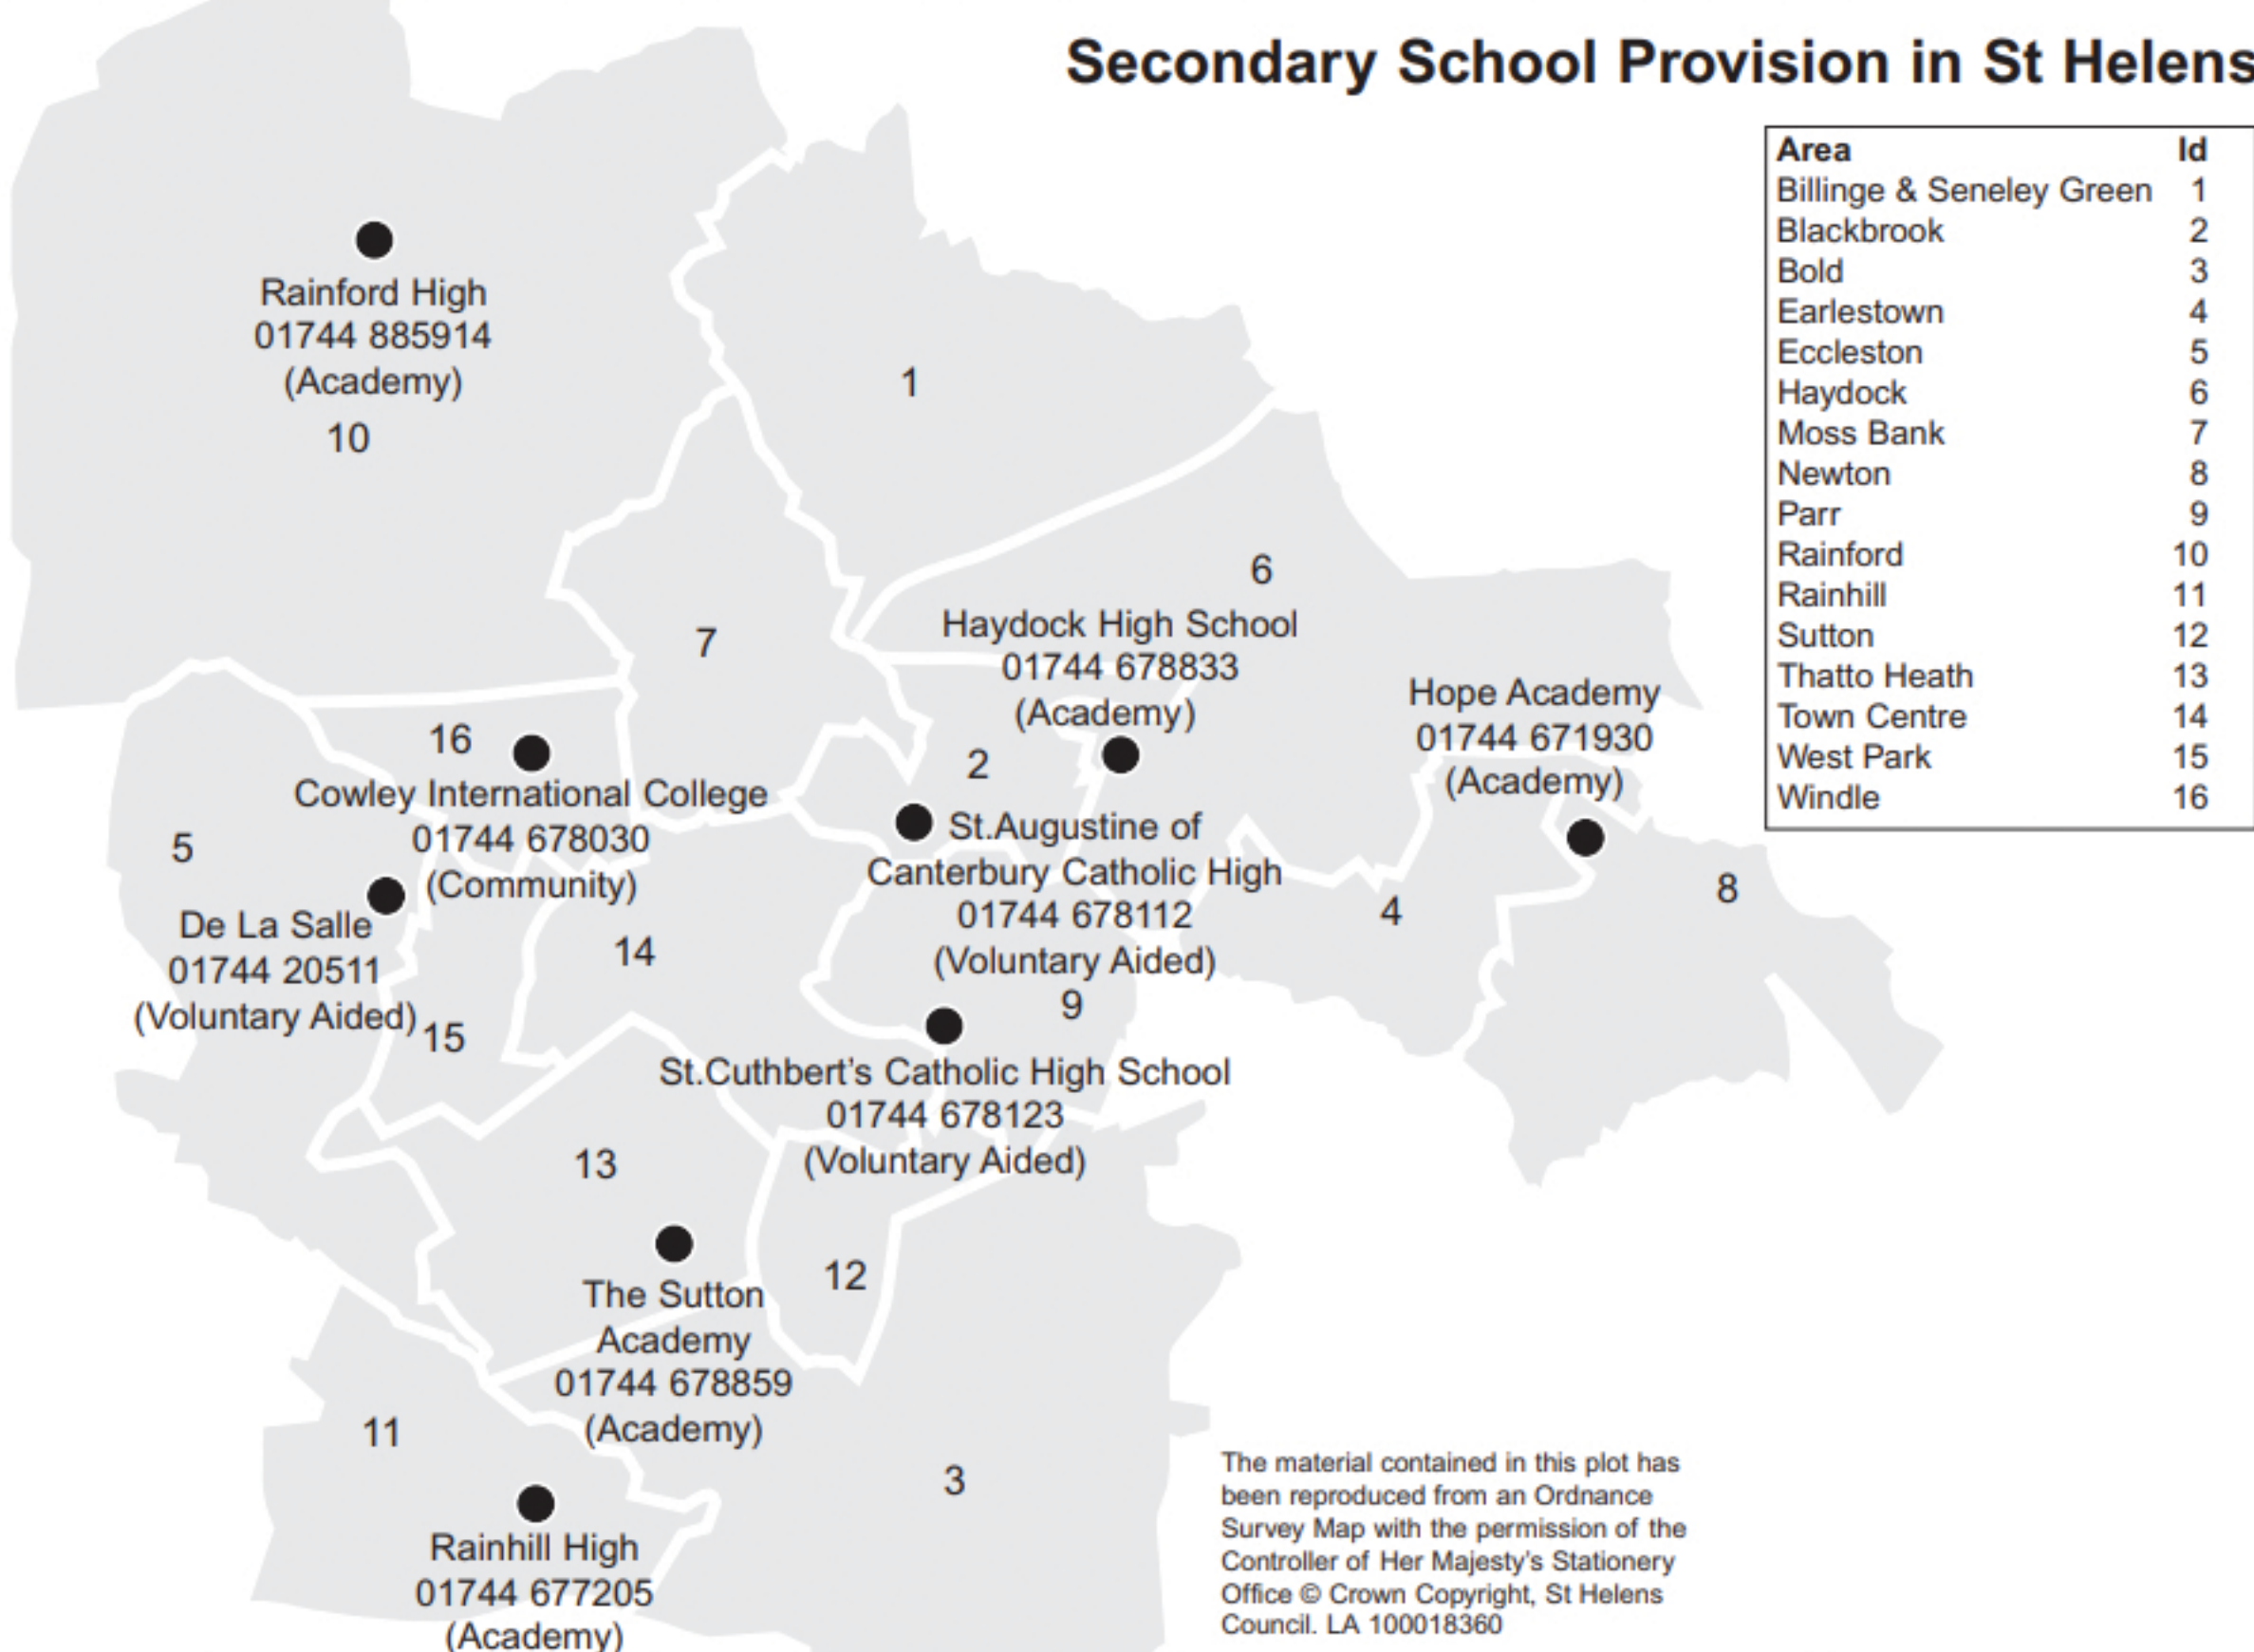 Secondary School Provision in St Helens
Area Id
Billinge & Seneley Green 1
Blackbrook 2
Bold 3
Earlestown 4
Eccleston 5
Haydock 6
Moss Bank 7
Newton 8
Parr 9
Rainford 10
Rainhill 11
Sutton 12
Thatto Heath 13
Town Centre 14
West Park 15
Windle 16
Rainford High
01744 885914
(Academy)
10
1
6
7
Haydock High School
01744 678833
(Academy)
Hope Academy
01744 671930
(Academy)
16
Cowley International College
01744 678030
(Community)
2
St.Augustine of
Canterbury Catholic High
01744 678112
(Voluntary Aided)
5
8
4
De La Salle
01744 20511
(Voluntary Aided)
14
15
9
St.Cuthbert's Catholic High School
01744 678123
(Voluntary Aided)
13
12
The Sutton
Academy
01744 678859
(Academy)
11
3
Rainhill High
01744 677205
(Academy)
The material contained in this plot has
been reproduced from an Ordnance
Survey Map with the permission of the
Controller of Her Majesty's Stationery
Office © Crown Copyright, St Helens
Council. LA 100018360